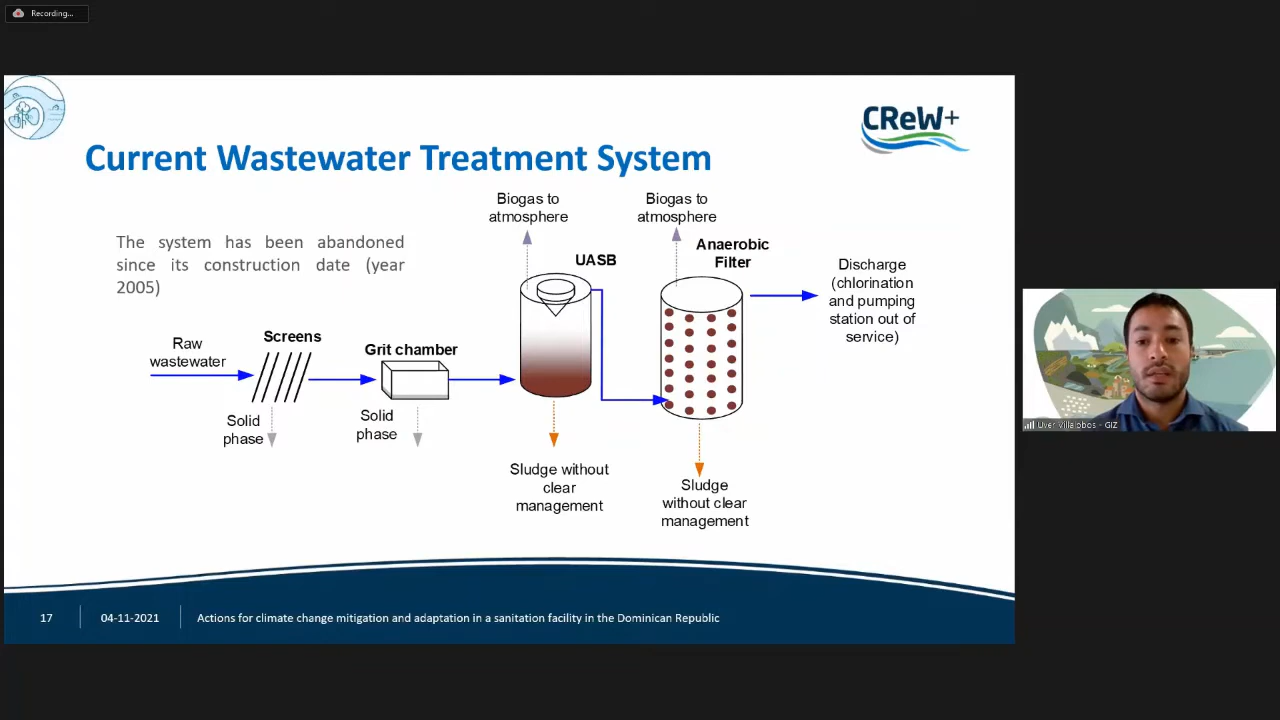 Recording...
CReW+
Current Wastewater Treatment System
The system has been abandoned
since its construction date (year
2005)
Biogas to
atmosphere
Biogas to
atmosphere
UASB
Anaerobic
Filter
Discharge
(chlorination
and pumping
station out of
service)
Raw
wastewater
Screens
Grit chamber
Solid
phase
Solid
phase
Sludge without
clear
management
Sludge
without clear
management
17
04-11-2021
Actions for climate change mitigation and adaptation in a sanitation facility in the Dominican Republic
Villalobos - GIZ